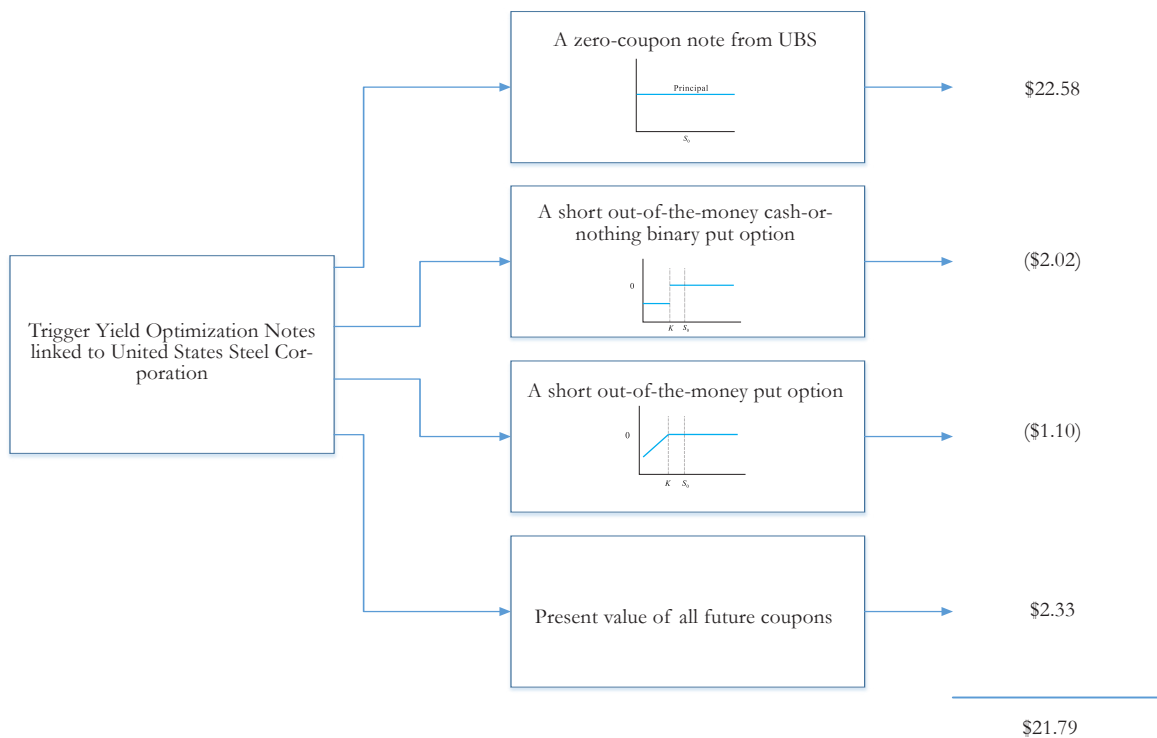 A zero-coupon note from UBS
Principal
S₀
$22.58
A short out-of-the-money cash-or-
nothing binary put option
0
K S₀
($2.02)
Trigger Yield Optimization Notes
linked to United States Steel Cor-
poration
A short out-of-the-money put option
0
K S₀
($1.10)
Present value of all future coupons
$2.33
$21.79